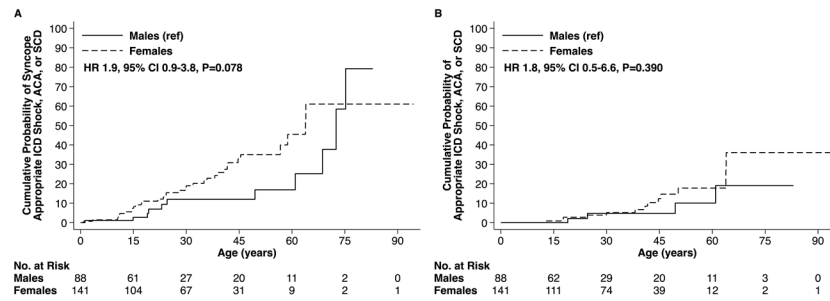 A
Cumulative Probability of Syncope
Appropriate ICD Shock, ACA, or SCD
100
90
80
70
60
50
40
30
20
10
0
Males (ref)
Females
HR 1.9, 95% CI 0.9-3.8, P=0.078
0 15 30 45 60 75 90
Age (years)
No. at Risk
Males 88 61 27 20 11 2 0
Females 141 104 67 31 9 2 1
B
Cumulative Probability of
Appropriate ICD Shock, ACA, or SCD
100
90
80
70
60
50
40
30
20
10
0
Males (ref)
Females
HR 1.8, 95% CI 0.5-6.6, P=0.390
0 15 30 45 60 75 90
Age (years)
No. at Risk
Males 88 62 29 20 11 3 0
Females 141 111 74 39 12 2 1